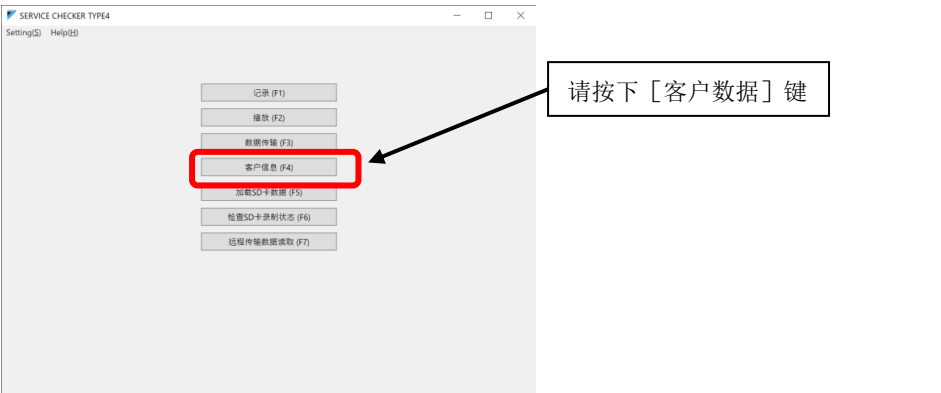 SERVICE CHECKER TYPE4
Setting(S) Help(H)
记录 (F1)
播放 (F2)
数据传输 (F3)
客户信息 (F4)
加载SD卡数据 (F5)
检查SD卡录制状态 (F6)
远程传输数据读取 (F7)
请按下［客户数据］键